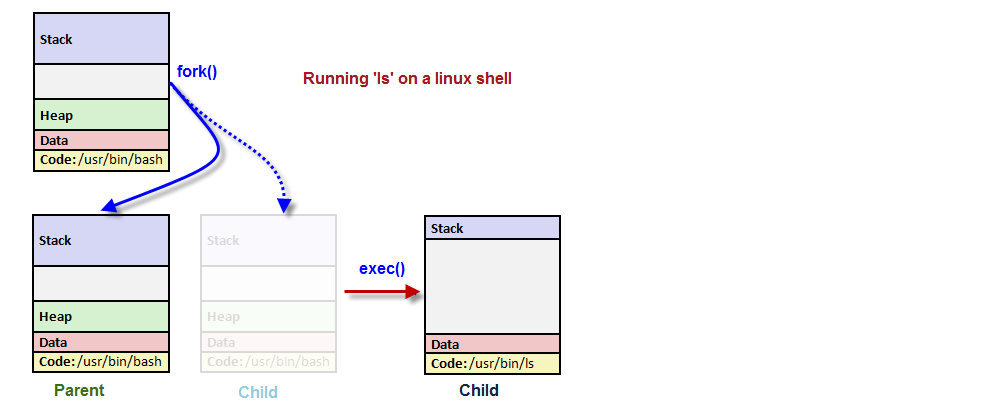 Stack
fork()
Running 'ls' on a linux shell
Heap
Data
Code:/usr/bin/bash
Stack
Heap
Data
Code:/usr/bin/bash
Parent
Stack
Heap
Data
Code:/usr/bin/bash
Child
exec()
Stack
Data
Code:/usr/bin/ls
Child